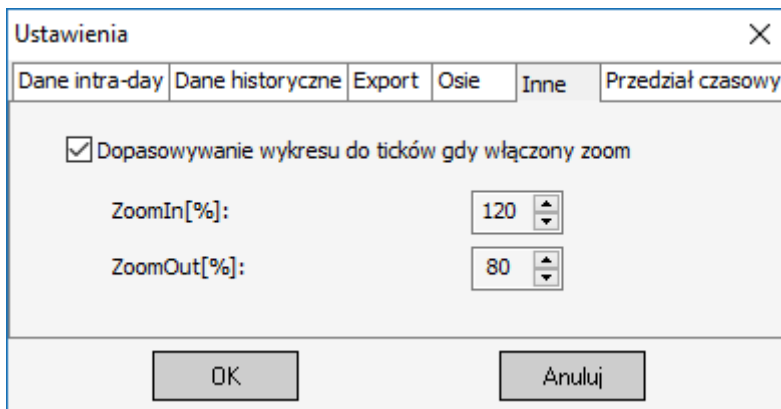 Ustawienia
Dane intra-day Dane historyczne Export Osie Inne Przedział czasowy
Dopasowywanie wykresu do ticków gdy włączony zoom
ZoomIn[%]: 120
ZoomOut[%]: 80
OK Anuluj